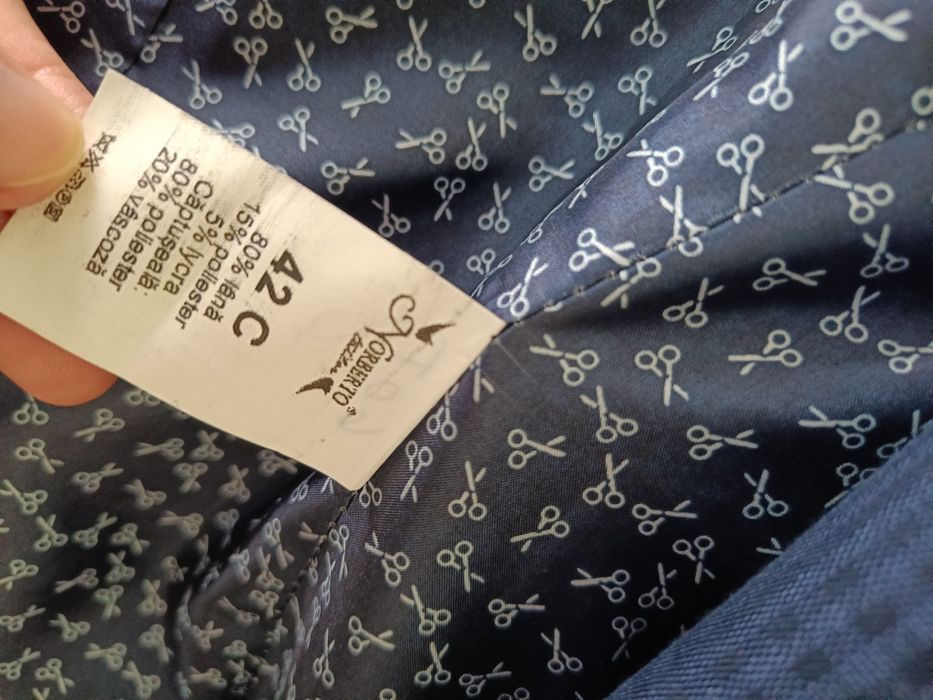 NORBERTO
42 C
80% lână
15% poliester
5% lycra
Căptușeală:
80% poliester
20% vâscoză